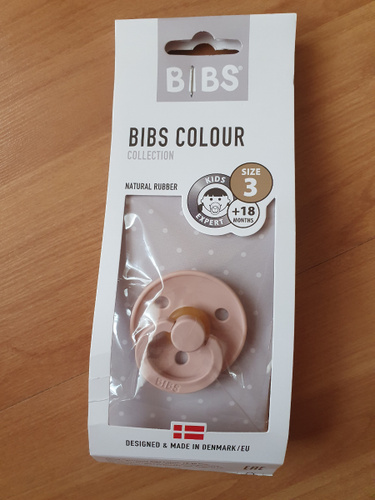 BIBS®
BIBS COLOUR
COLLECTION
NATURAL RUBBER
KIDS EXPERT
SIZE
3
+18
MONTHS
BIBS
DESIGNED & MADE IN DENMARK/EU